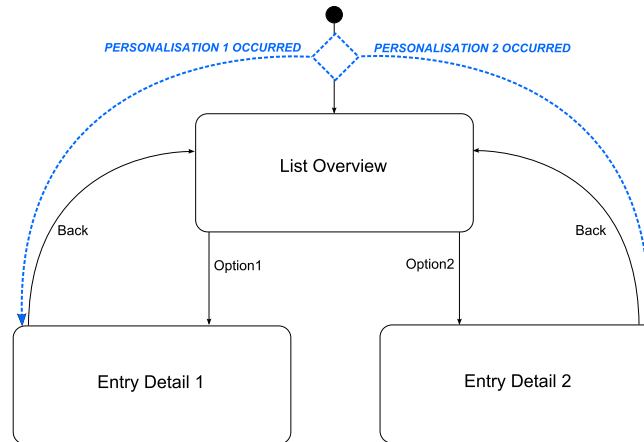 PERSONALISATION 1 OCCURRED
PERSONALISATION 2 OCCURRED
List Overview
Back
Back
Option1
Option2
Entry Detail 1
Entry Detail 2